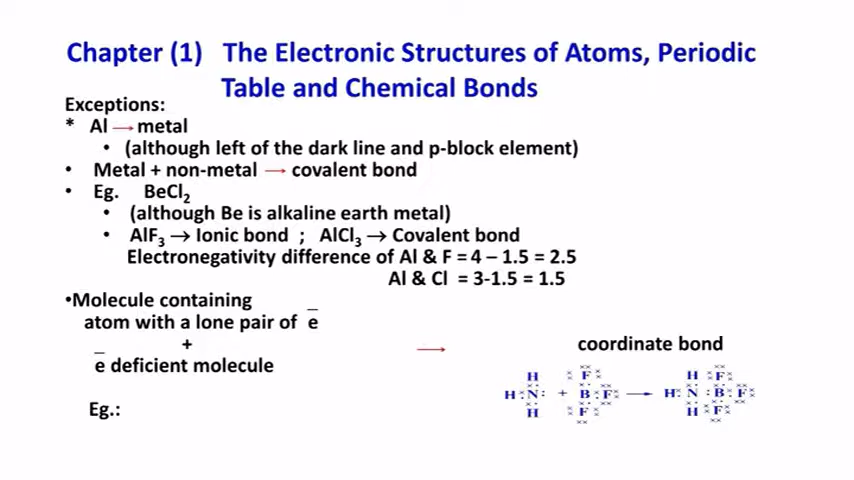 Chapter (1) The Electronic Structures of Atoms, Periodic
Table and Chemical Bonds
Exceptions:
* Al → metal
• (although left of the dark line and p-block element)
• Metal + non-metal → covalent bond
• Eg. BeCl₂
• (although Be is alkaline earth metal)
• AlF₃ → Ionic bond ; AlCl₃ → Covalent bond
Electronegativity difference of Al & F = 4 – 1.5 = 2.5
Al & Cl = 3-1.5 = 1.5
•Molecule containing
atom with a lone pair of e̅
+
→ coordinate bond
e̅ deficient molecule
H F H F
H N : + B F → H N : B F
H F H F
Eg.: